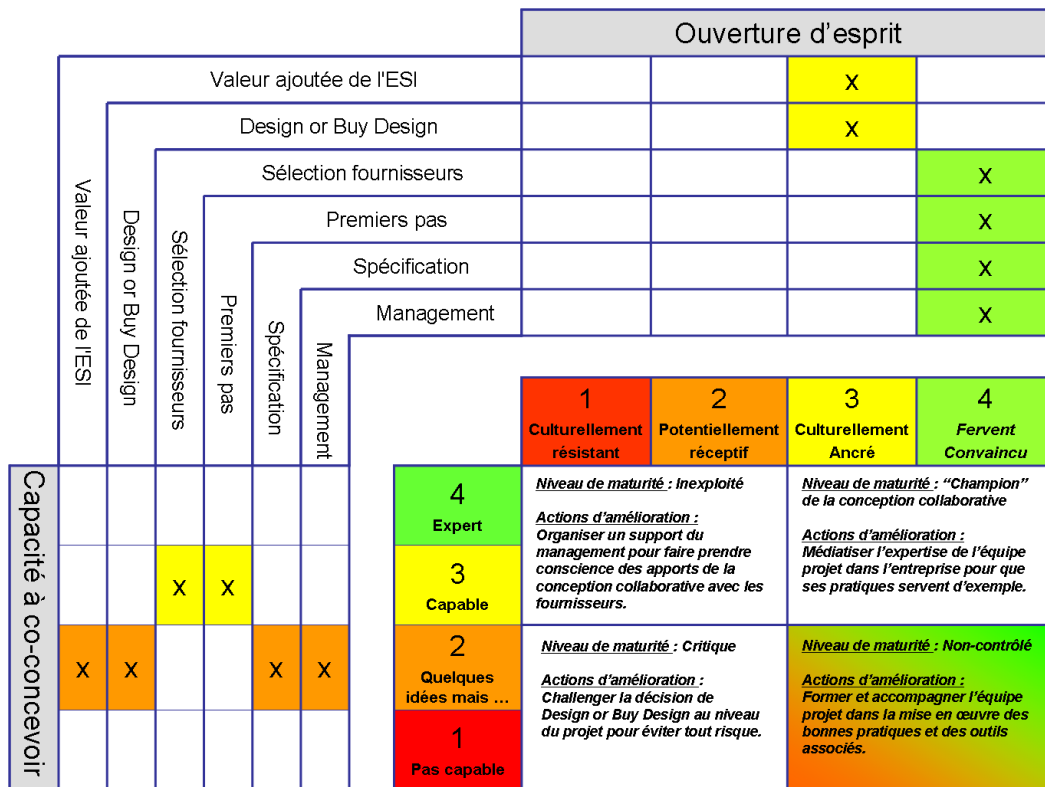 Ouverture d'esprit
Valeur ajoutée de l'ESI
x
Design or Buy Design
x
Sélection fournisseurs
x
Premiers pas
x
Spécification
x
Management
x
Valeur ajoutée de l'ESI
Design or Buy Design
Sélection fournisseurs
Premiers pas
Spécification
Management
1
Culturellement
résistant
2
Potentiellement
réceptif
3
Culturellement
Ancré
4
Fervent
Convaincu
Capacité à co-concevoir
4
Expert
x
x
3
Capable
x
x
x
x
2
Quelques
idées mais …
1
Pas capable
Niveau de maturité : Inexploité
Actions d'amélioration :
Organiser un support du
management pour faire prendre
conscience des apports de la
conception collaborative avec les
fournisseurs.
Niveau de maturité : “Champion”
de la conception collaborative
Actions d'amélioration :
Médiatiser l'expertise de l'équipe
projet dans l'entreprise pour que
ses pratiques servent d'exemple.
Niveau de maturité : Critique
Actions d'amélioration :
Challenger la décision de
Design or Buy Design au niveau
du projet pour éviter tout risque.
Niveau de maturité : Non-contrôlé
Actions d'amélioration :
Former et accompagner l'équipe
projet dans la mise en œuvre des
bonnes pratiques et des outils
associés.